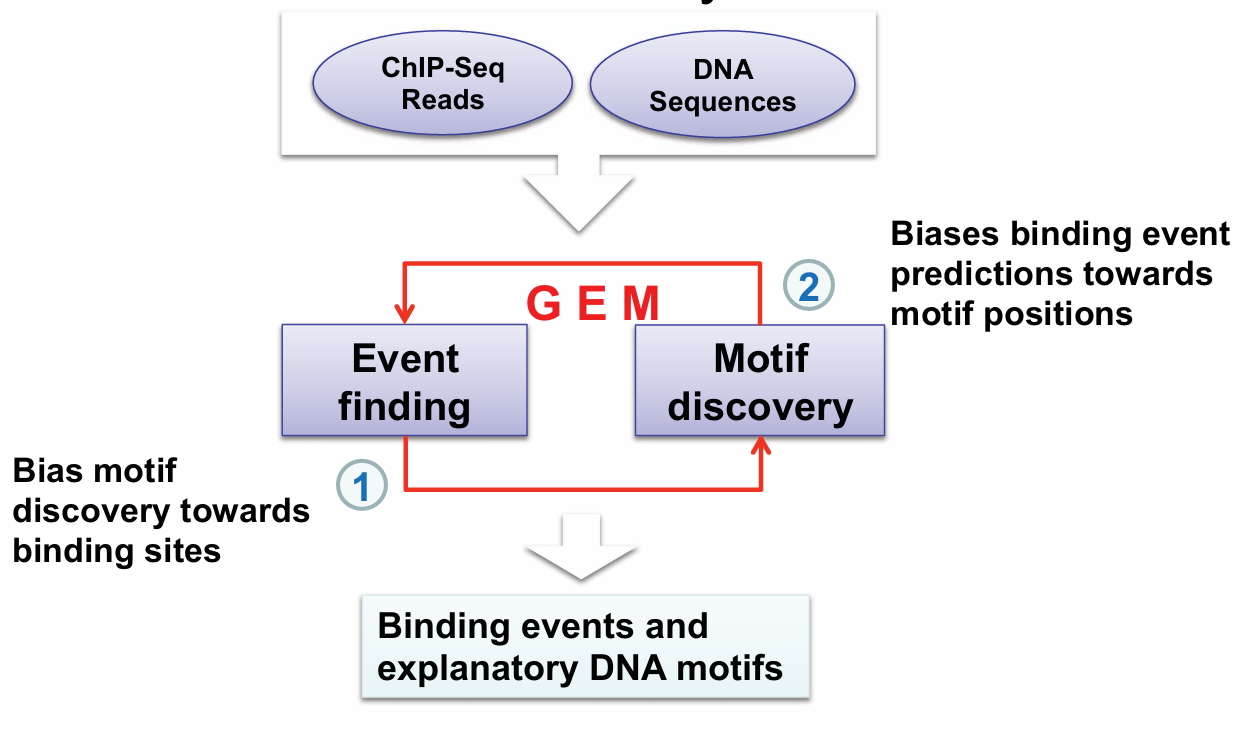 ChIP-Seq
Reads
DNA
Sequences
Biases binding event
predictions towards
motif positions
2
G E M
Event
finding
Motif
discovery
Bias motif
discovery towards
binding sites
1
Binding events and
explanatory DNA motifs